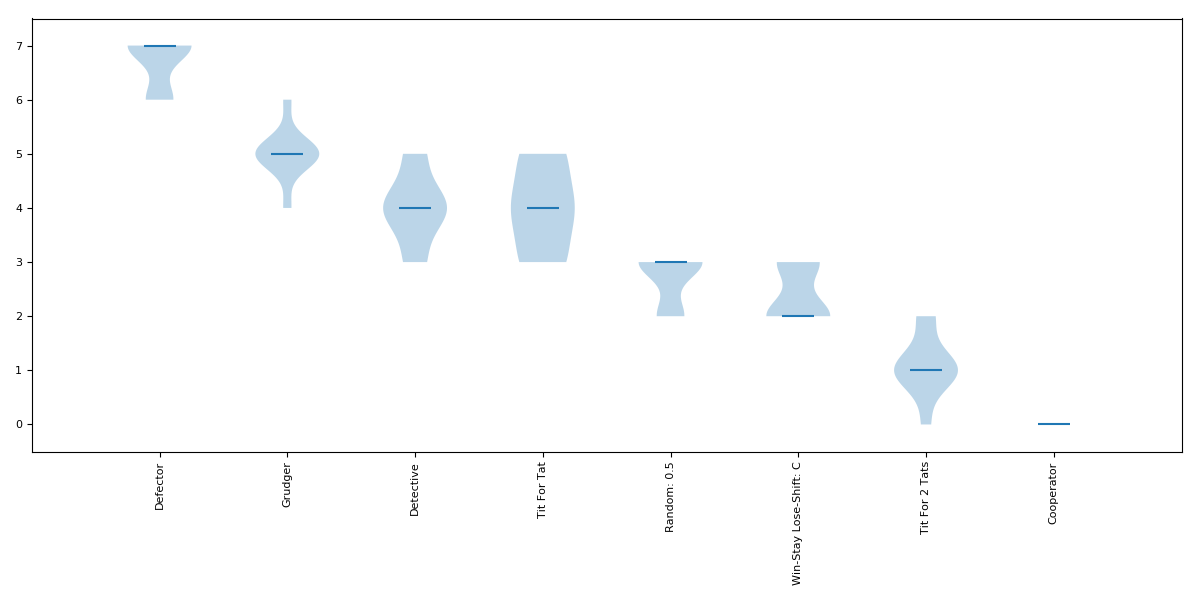 7
6
5
4
3
2
1
0
Defector
Grudger
Detective
Tit For Tat
Random: 0.5
Win-Stay Lose-Shift: C
Tit For 2 Tats
Cooperator